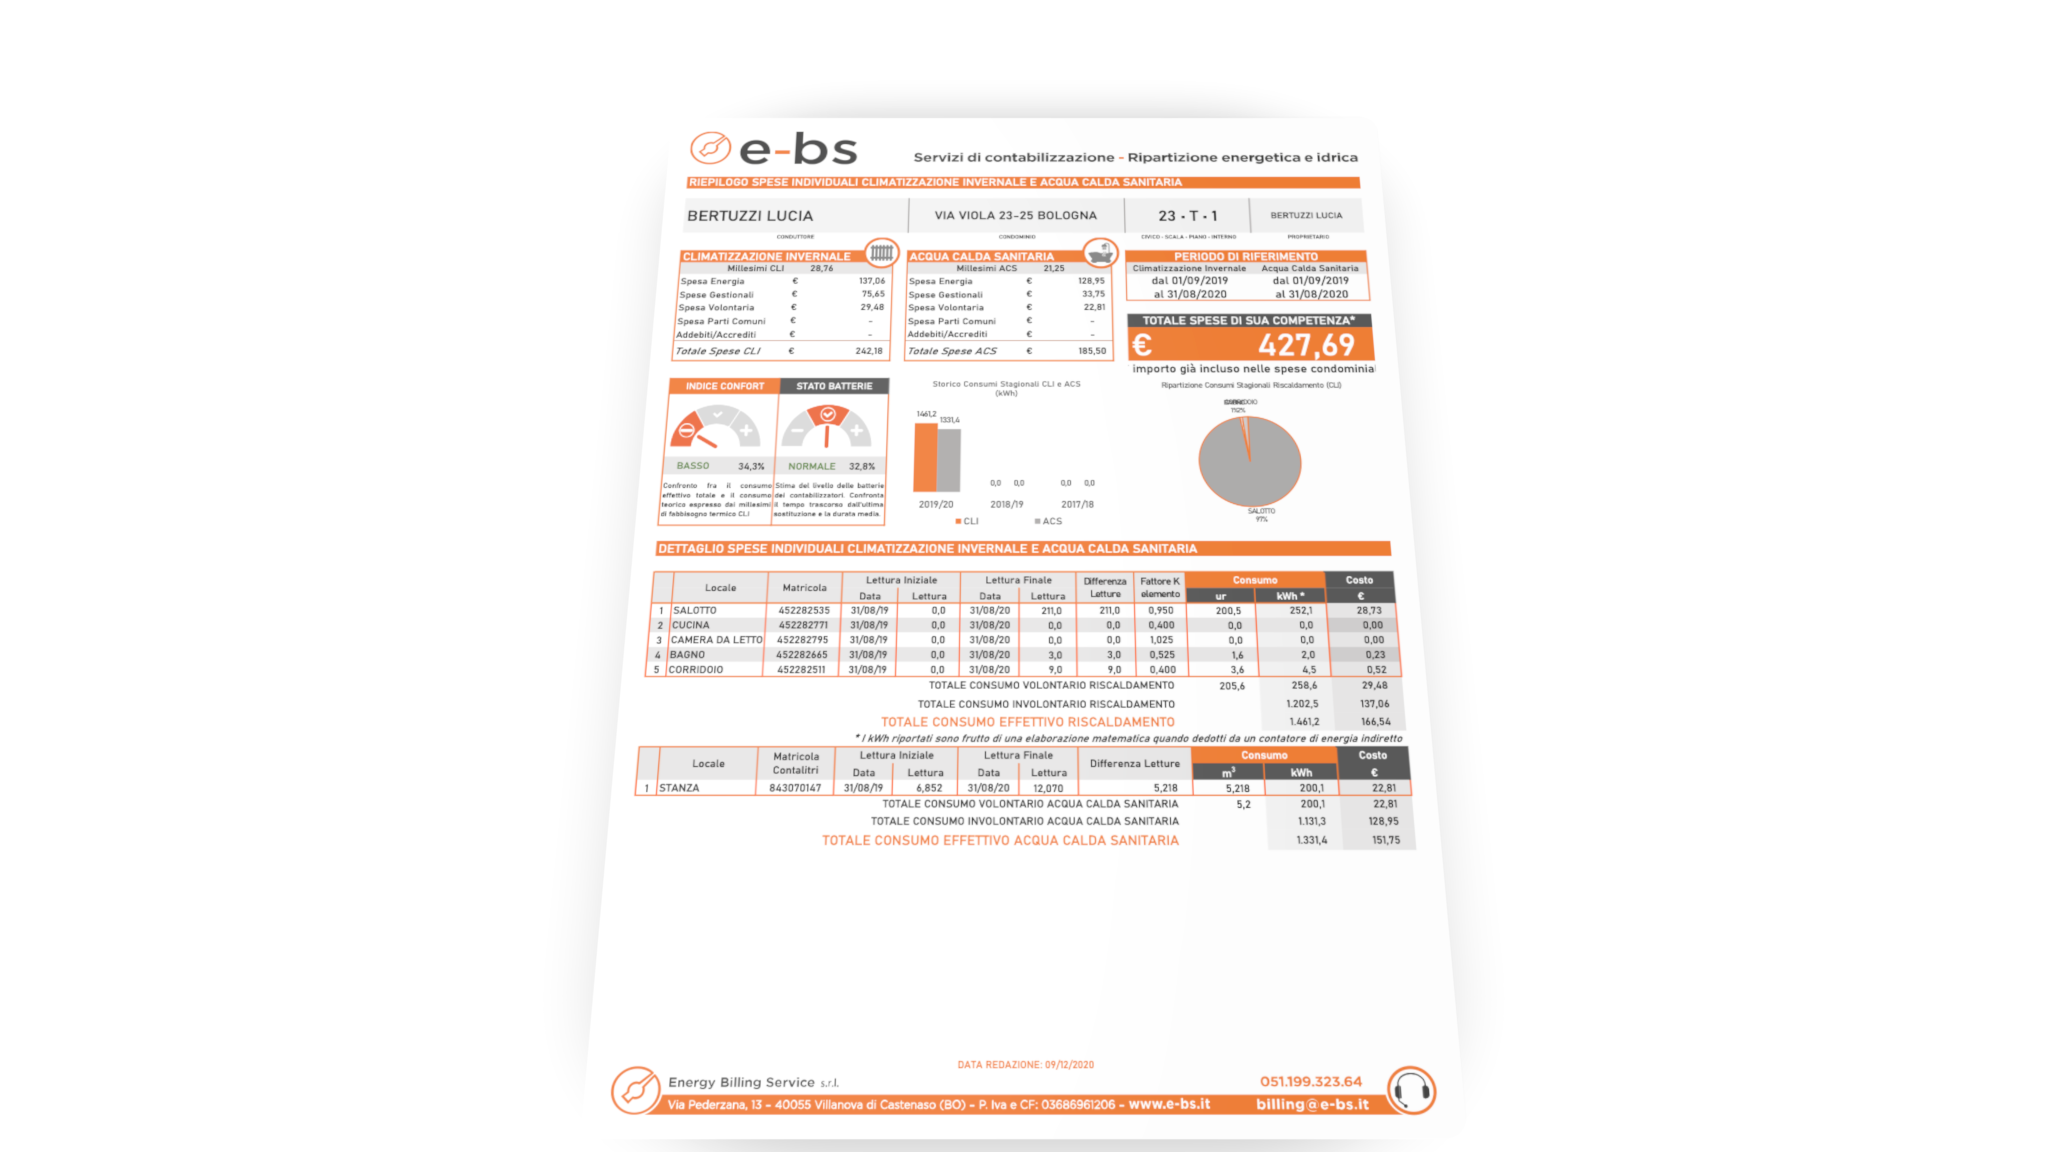 e-bs
Servizi di contabilizzazione - Ripartizione energetica e idrica
RIEPILOGO SPESE INDIVIDUALI CLIMATIZZAZIONE INVERNALE E ACQUA CALDA SANITARIA
BERTUZZI LUCIA VIA VIOLA 23-25 BOLOGNA 23 - T - 1 BERTUZZI LUCIA
CONDUTTORE CONDOMINIO CIVICO - SCALA - PIANO - INTERNO PROPRIETARIO
CLIMATIZZAZIONE INVERNALE
Millesimi CLI 28,76
Spesa Energia € 137,06
Spese Gestionali € 75,65
Spesa Volontaria € 29,48
Spesa Parti Comuni € -
Addebiti/Accrediti € -
Totale Spese CLI € 242,18
ACQUA CALDA SANITARIA
Millesimi ACS 21,25
Spesa Energia € 128,95
Spese Gestionali € 33,75
Spesa Volontaria € 22,81
Spesa Parti Comuni € -
Addebiti/Accrediti € -
Totale Spese ACS € 185,50
PERIODO DI RIFERIMENTO
Climatizzazione Invernale Acqua Calda Sanitaria
dal 01/09/2019 dal 01/09/2019
al 31/08/2020 al 31/08/2020
TOTALE SPESE DI SUA COMPETENZA*
€ 427,69
importo già incluso nelle spese condominia
INDICE CONFORT
BASSO 34,3%
Confronto fra il consumo
effettivo totale e il consumo
teorico espresso dai millesimi
di fabbisogno termico CLI
STATO BATTERIE
NORMALE 32,8%
Stima del livello delle batterie
dei contabilizzatori. Confronta
il tempo trascorso dall'ultima
sostituzione e la durata media.
Storico Consumi Stagionali CLI e ACS
(kWh)
1461,2
1331,4
0,0 0,0 0,0 0,0
2019/20 2018/19 2017/18
CLI ACS
Ripartizione Consumi Stagionali Riscaldamento (CLI)
SALOTTO
97%
DETTAGLIO SPESE INDIVIDUALI CLIMATIZZAZIONE INVERNALE E ACQUA CALDA SANITARIA
Locale Matricola Lettura Iniziale Lettura Finale Differenza Letture Fattore K elemento Consumo Costo
Data Lettura Data Lettura ur kWh * €
1 SALOTTO 452282535 31/08/19 0,0 31/08/20 211,0 211,0 0,950 200,5 252,1 28,73
2 CUCINA 452282771 31/08/19 0,0 31/08/20 0,0 0,0 0,400 0,0 0,0 0,00
3 CAMERA DA LETTO 452282795 31/08/19 0,0 31/08/20 0,0 0,0 1,025 0,0 0,0 0,00
4 BAGNO 452282665 31/08/19 0,0 31/08/20 3,0 3,0 0,525 1,6 2,0 0,23
5 CORRIDOIO 452282511 31/08/19 0,0 31/08/20 9,0 9,0 0,400 3,6 4,5 0,52
TOTALE CONSUMO VOLONTARIO RISCALDAMENTO 205,6 258,6 29,48
TOTALE CONSUMO INVOLONTARIO RISCALDAMENTO 1.202,5 137,06
TOTALE CONSUMO EFFETTIVO RISCALDAMENTO 1.461,2 166,54
* I kWh riportati sono frutto di una elaborazione matematica quando dedotti da un contatore di energia indiretto
Locale Matricola Contalitri Lettura Iniziale Lettura Finale Differenza Letture Consumo Costo
Data Lettura Data Lettura m³ kWh €
1 STANZA 843070147 31/08/19 6,852 31/08/20 12,070 5,218 5,218 200,1 22,81
TOTALE CONSUMO VOLONTARIO ACQUA CALDA SANITARIA 5,2 200,1 22,81
TOTALE CONSUMO INVOLONTARIO ACQUA CALDA SANITARIA 1.131,3 128,95
TOTALE CONSUMO EFFETTIVO ACQUA CALDA SANITARIA 1.331,4 151,75
DATA REDAZIONE: 09/12/2020
Energy Billing Service s.r.l.
051.199.323.64
Via Pederzana, 13 - 40055 Villanova di Castenaso (BO) - P. Iva e CF: 03686961206 - www.e-bs.it billing@e-bs.it